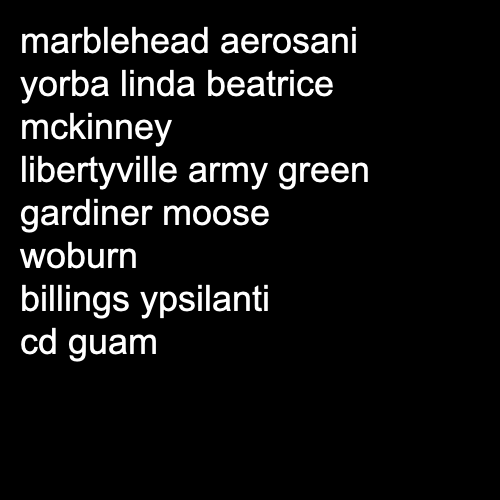 marblehead aerosani
yorba linda beatrice
mckinney
libertyville army green
gardiner moose
woburn
billings ypsilanti
cd guam